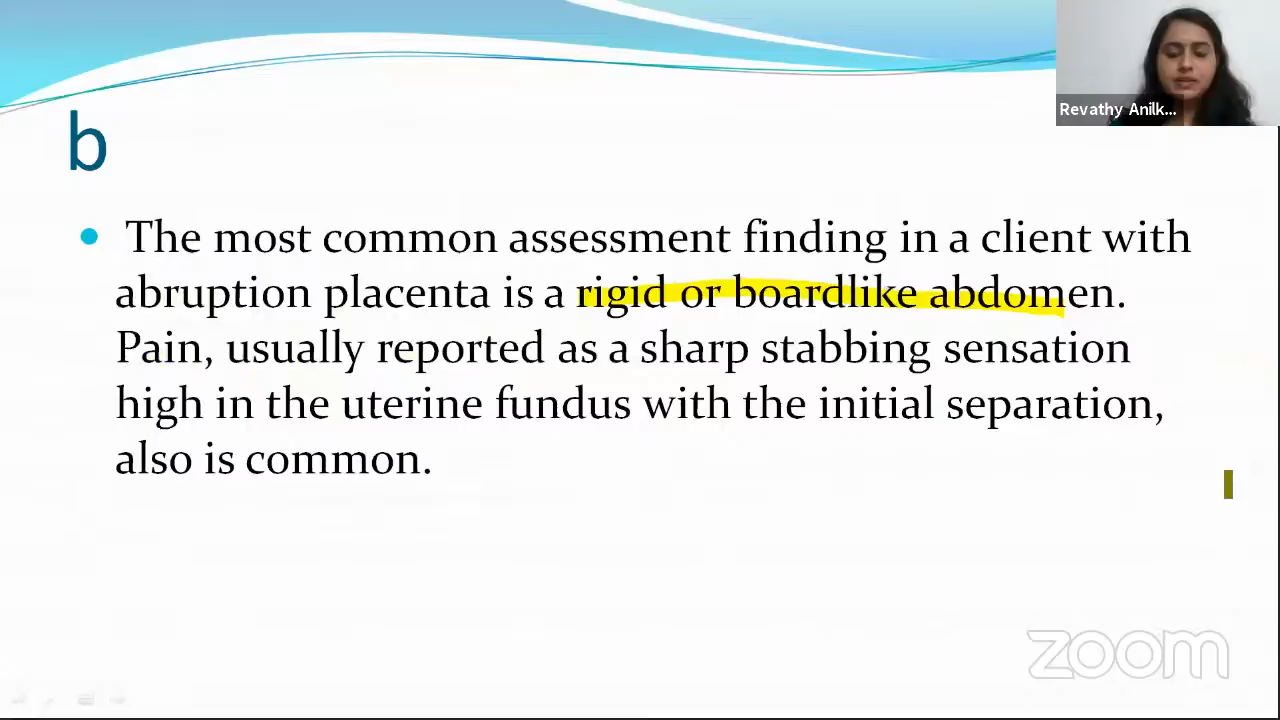 Revathy Anilk...
b
• The most common assessment finding in a client with
abruption placenta is a rigid or boardlike abdomen.
Pain, usually reported as a sharp stabbing sensation
high in the uterine fundus with the initial separation,
also is common.
zoom